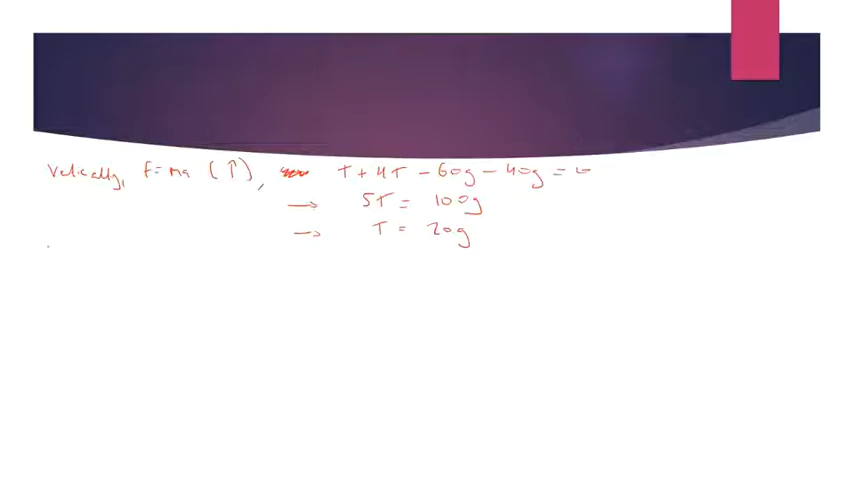 Vertically, F=ma (↑), T + 4T - 60g - 40g = 0
→ 5T = 100g
→ T = 20g